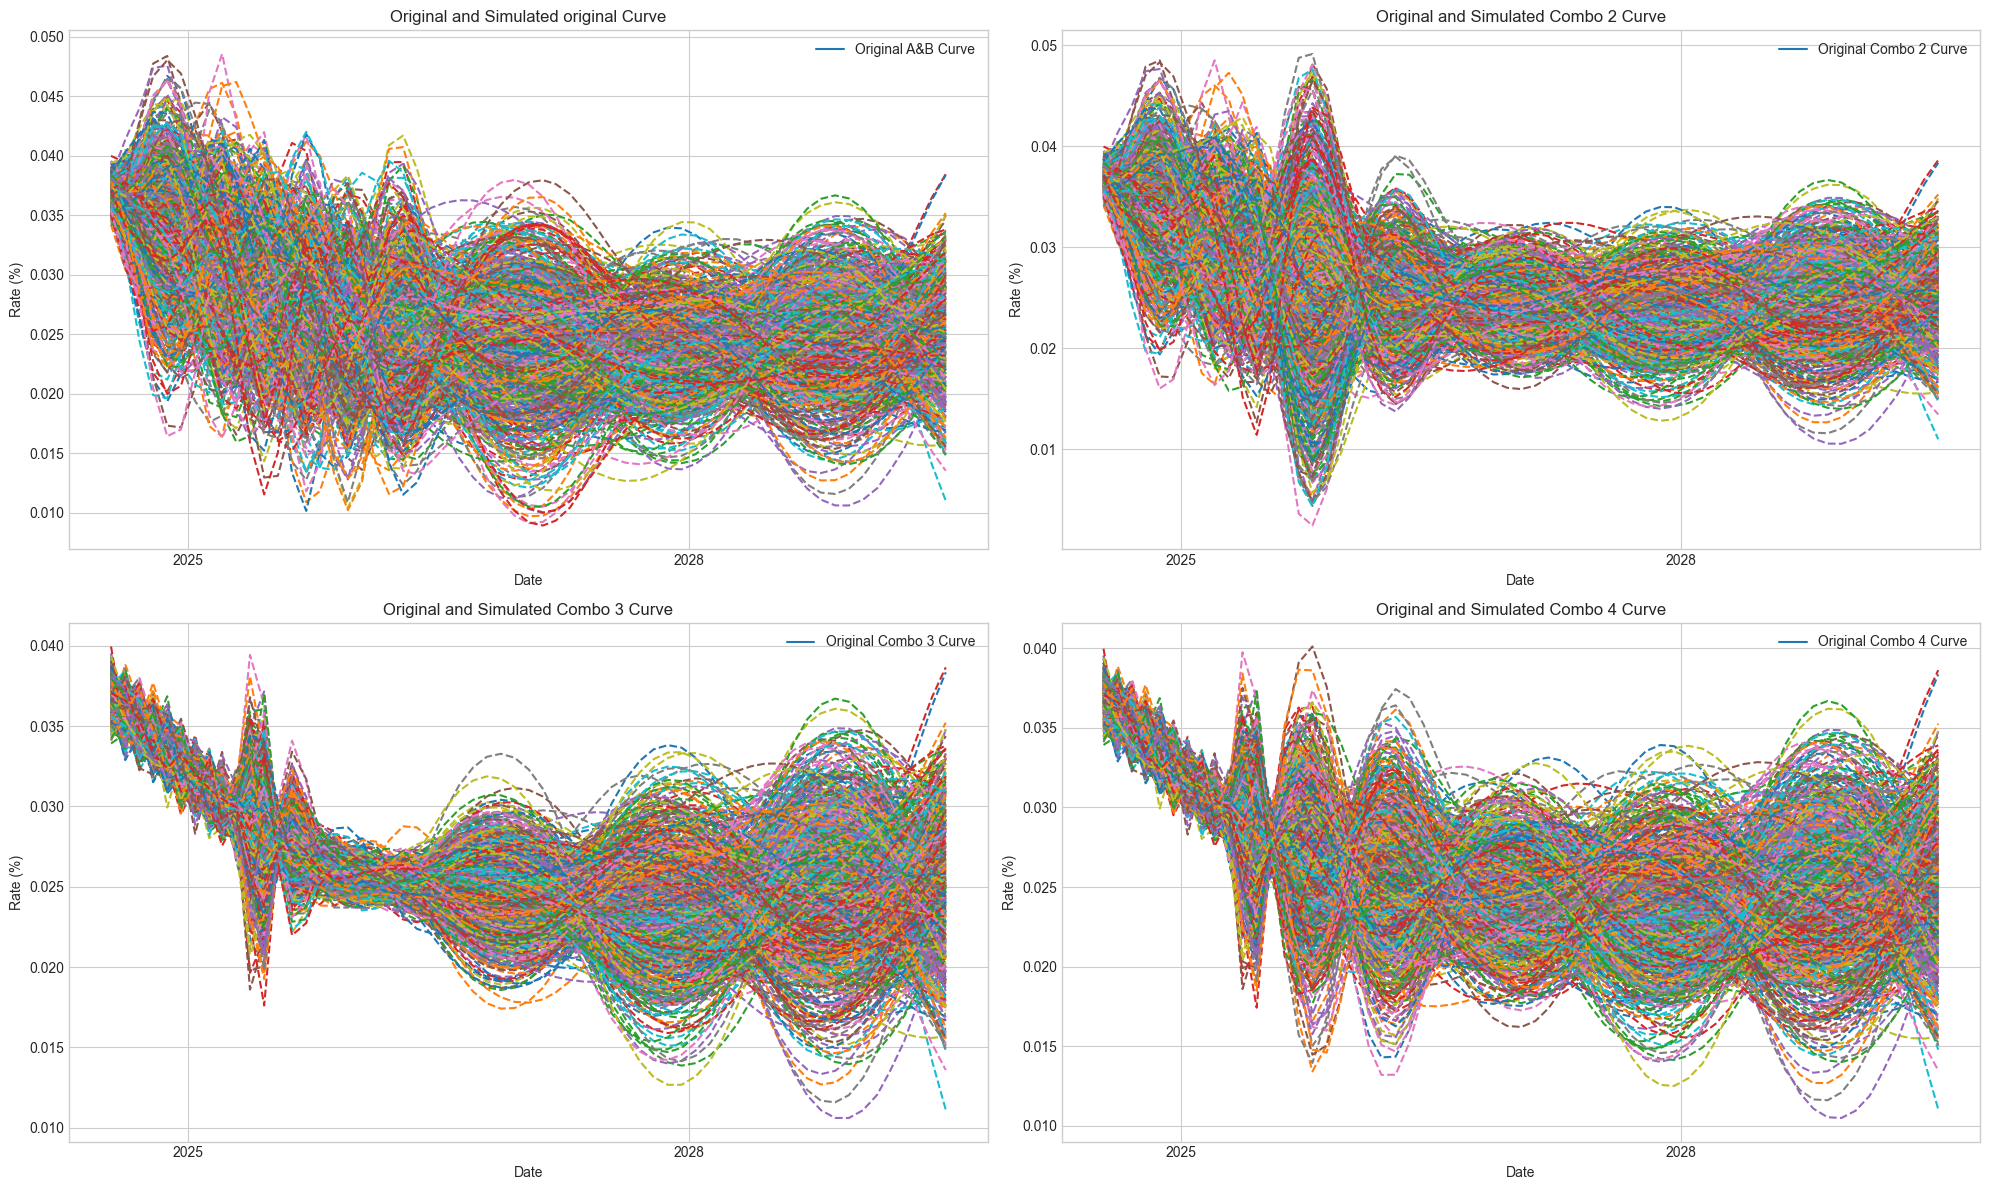 Original and Simulated original Curve
Original A&B Curve
0.050
0.045
0.040
0.035
0.030
0.025
0.020
0.015
0.010
Rate (%)
2025
2028
Date
Original and Simulated Combo 2 Curve
Original Combo 2 Curve
0.05
0.04
0.03
0.02
0.01
Rate (%)
2025
2028
Date
Original and Simulated Combo 3 Curve
Original Combo 3 Curve
0.040
0.035
0.030
0.025
0.020
0.015
0.010
Rate (%)
2025
2028
Date
Original and Simulated Combo 4 Curve
Original Combo 4 Curve
0.040
0.035
0.030
0.025
0.020
0.015
0.010
Rate (%)
2025
2028
Date